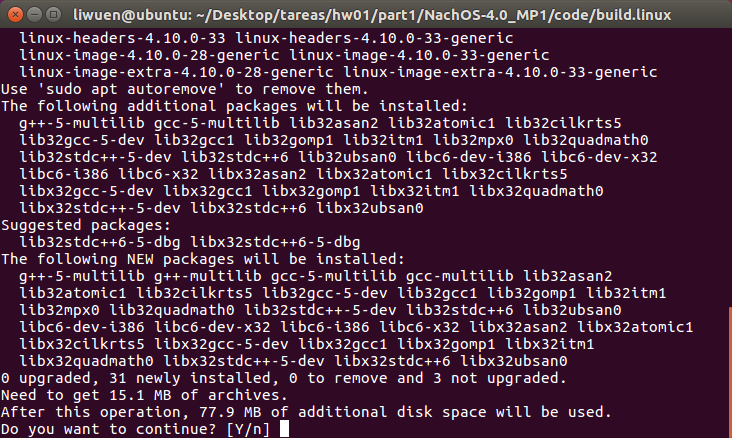 liwuen@ubuntu: ~/Desktop/tareas/hw01/part1/NachOS-4.0_MP1/code/build.linux
linux-headers-4.10.0-33 linux-headers-4.10.0-33-generic
linux-image-4.10.0-28-generic linux-image-4.10.0-33-generic
linux-image-extra-4.10.0-28-generic linux-image-extra-4.10.0-33-generic
Use 'sudo apt autoremove' to remove them.
The following additional packages will be installed:
g++-5-multilib gcc-5-multilib lib32asan2 lib32atomic1 lib32cilkrts5
lib32gcc-5-dev lib32gcc1 lib32gomp1 lib32itm1 lib32mpx0 lib32quadmath0
lib32stdc++-5-dev lib32stdc++6 lib32ubsan0 libc6-dev-i386 libc6-dev-x32
libc6-i386 libc6-x32 libx32asan2 libx32atomic1 libx32cilkrts5
libx32gcc-5-dev libx32gcc1 libx32gomp1 libx32itm1 libx32quadmath0
libx32stdc++-5-dev libx32stdc++6 libx32ubsan0
Suggested packages:
lib32stdc++6-5-dbg libx32stdc++6-5-dbg
The following NEW packages will be installed:
g++-5-multilib g++-multilib gcc-5-multilib gcc-multilib lib32asan2
lib32atomic1 lib32cilkrts5 lib32gcc-5-dev lib32gcc1 lib32gomp1 lib32itm1
lib32mpx0 lib32quadmath0 lib32stdc++-5-dev lib32stdc++6 lib32ubsan0
libc6-dev-i386 libc6-dev-x32 libc6-i386 libc6-x32 libx32asan2 libx32atomic1
libx32cilkrts5 libx32gcc-5-dev libx32gcc1 libx32gomp1 libx32itm1
libx32quadmath0 libx32stdc++-5-dev libx32stdc++6 libx32ubsan0
0 upgraded, 31 newly installed, 0 to remove and 3 not upgraded.
Need to get 15.1 MB of archives.
After this operation, 77.9 MB of additional disk space will be used.
Do you want to continue? [Y/n]